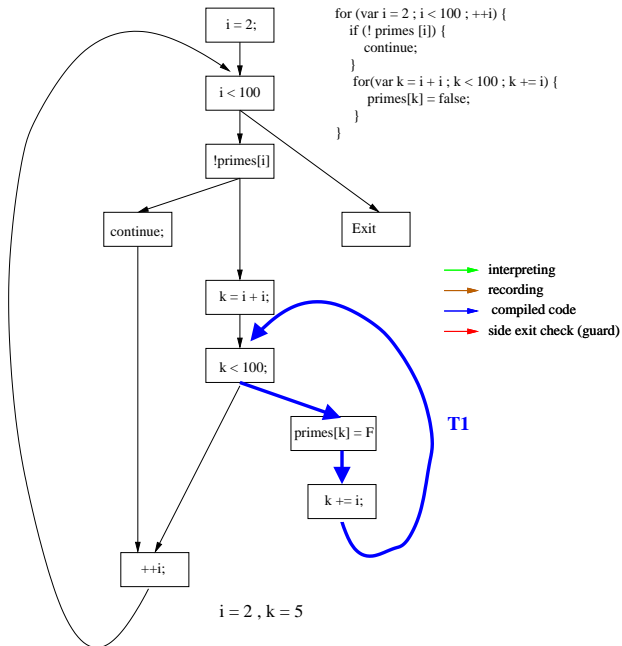 i = 2;
for (var i = 2 ; i < 100 ; ++i) {
if (! primes [i]) {
continue;
}
for(var k = i + i ; k < 100 ; k += i) {
primes[k] = false;
}
}
i < 100
!primes[i]
continue;
Exit
interpreting
recording
compiled code
side exit check (guard)
k = i + i;
k < 100;
T1
primes[k] = F
k += i;
++i;
i = 2 , k = 5